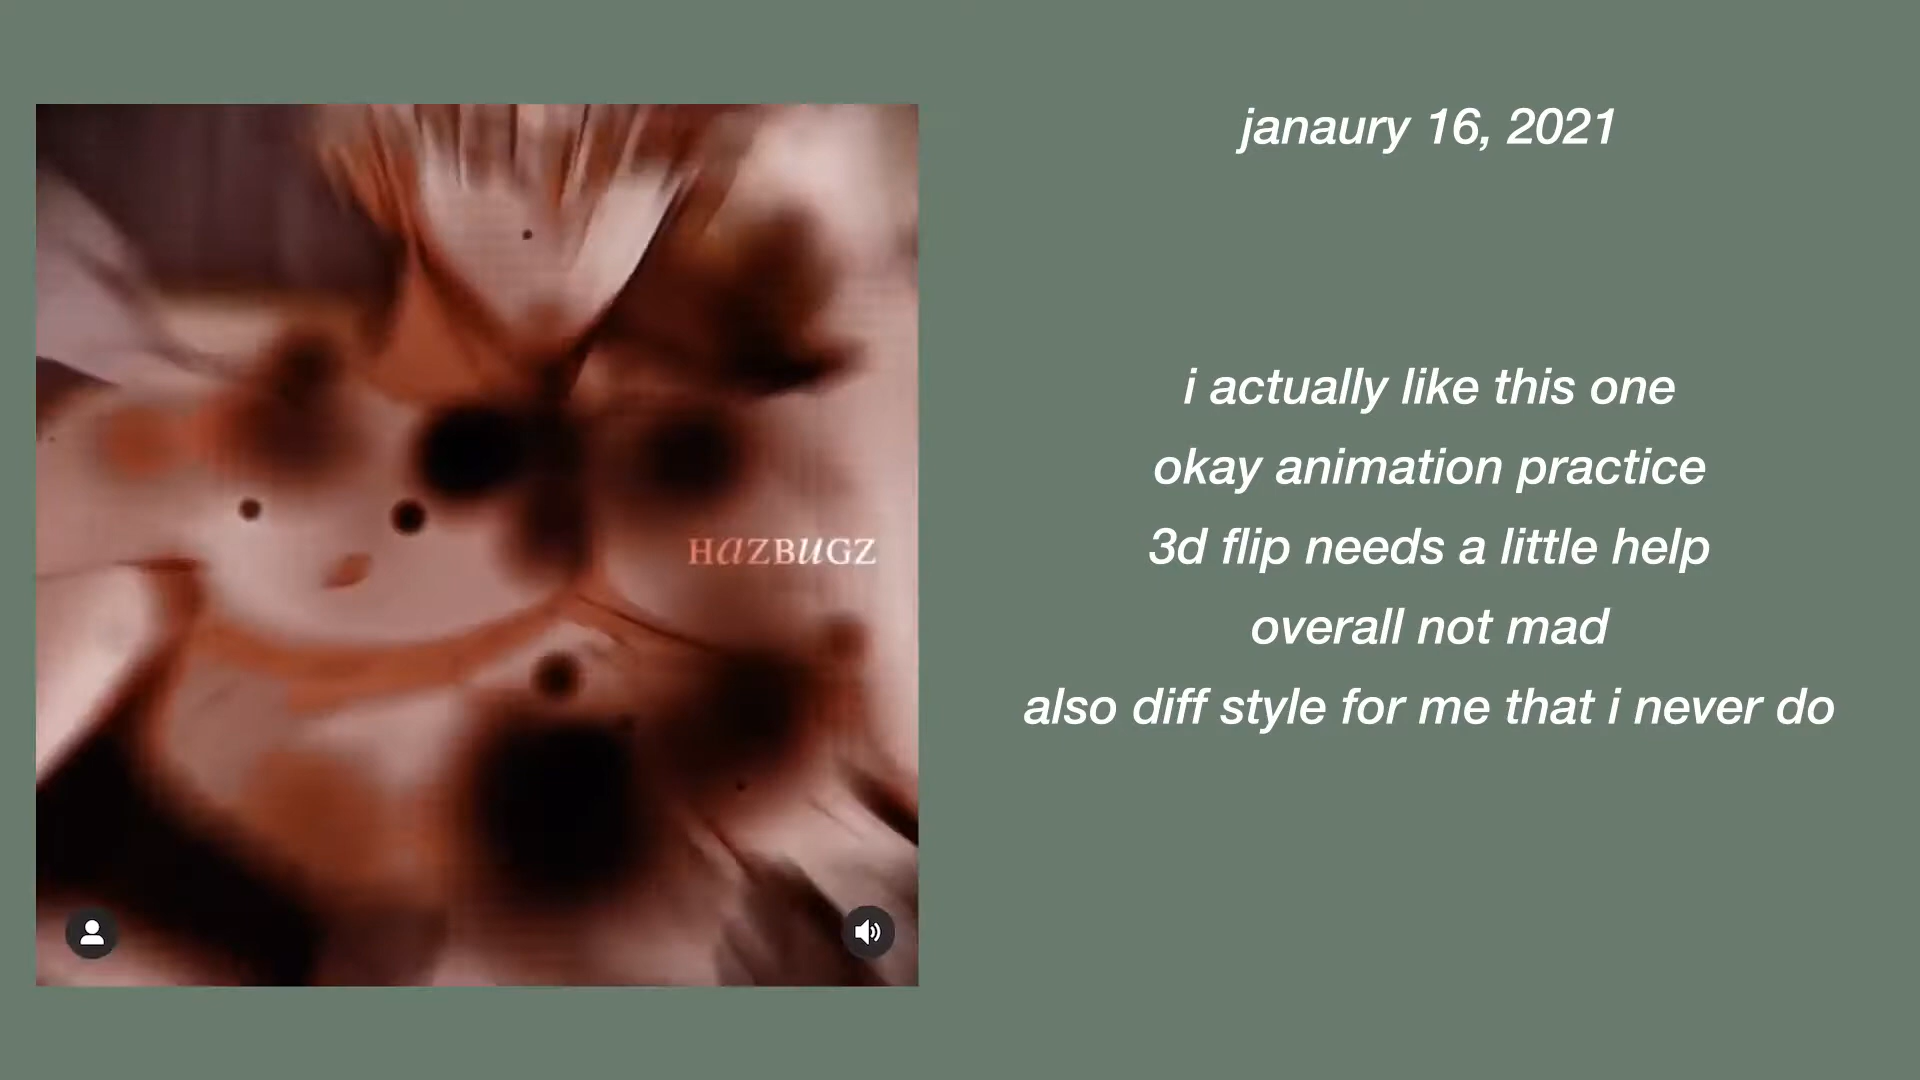 janaury 16, 2021
i actually like this one
okay animation practice
3d flip needs a little help
overall not mad
also diff style for me that i never do
HaZBuGZ